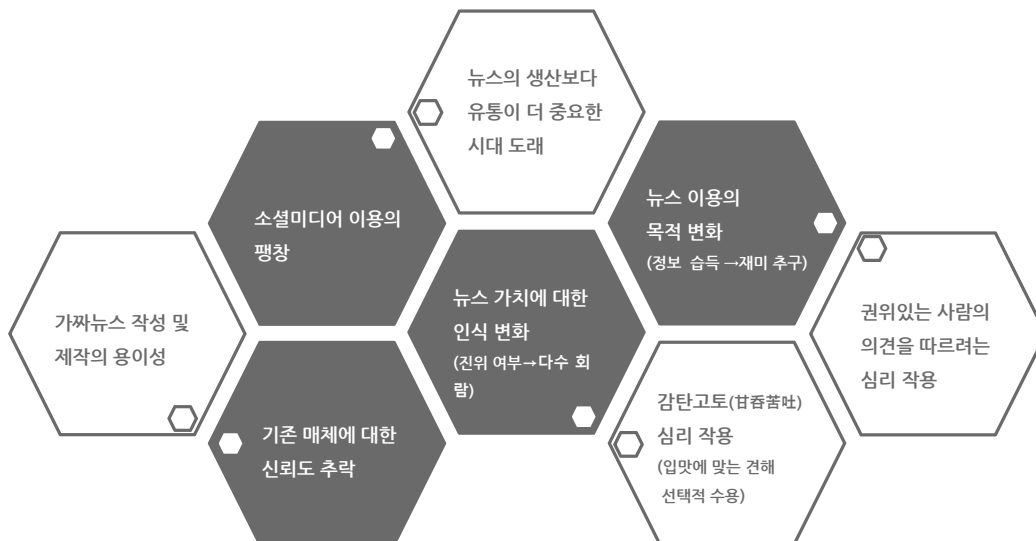 뉴스의 생산보다
유통이 더 중요한
시대 도래
소셜미디어 이용의
팽창
뉴스 이용의
목적 변화
(정보 습득 →재미 추구)
가짜뉴스 작성 및
제작의 용이성
뉴스 가치에 대한
인식 변화
(진위 여부→다수 회
람)
권위있는 사람의
의견을 따르려는
심리 작용
기존 매체에 대한
신뢰도 추락
감탄고토(甘吞苦吐)
심리 작용
(입맛에 맞는 견해
선택적 수용)